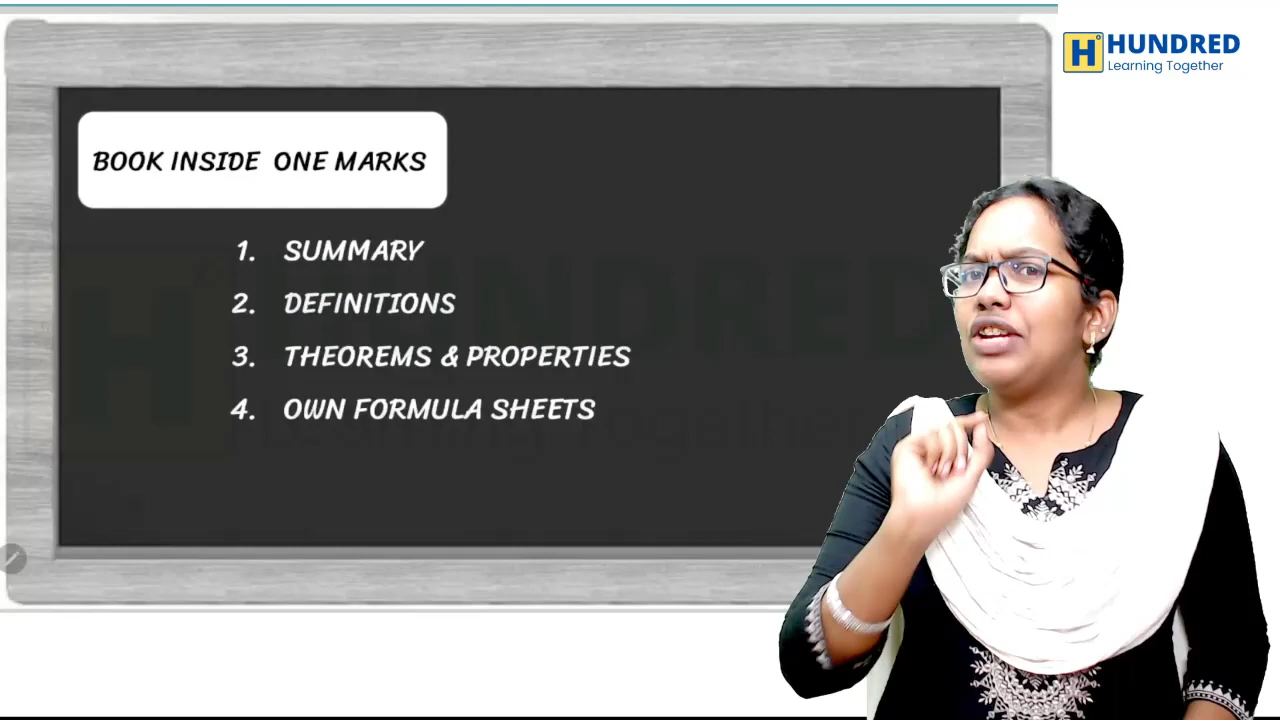 HUNDRED
Learning Together
BOOK INSIDE ONE MARKS
1. SUMMARY
2. DEFINITIONS
3. THEOREMS & PROPERTIES
4. OWN FORMULA SHEETS